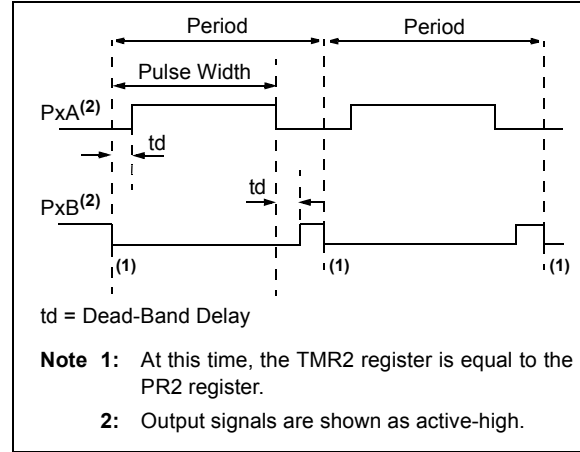 Period Period
Pulse Width
PxA(2)
td
td
PxB(2)
(1) (1) (1)
td = Dead-Band Delay
Note 1: At this time, the TMR2 register is equal to the
PR2 register.
2: Output signals are shown as active-high.